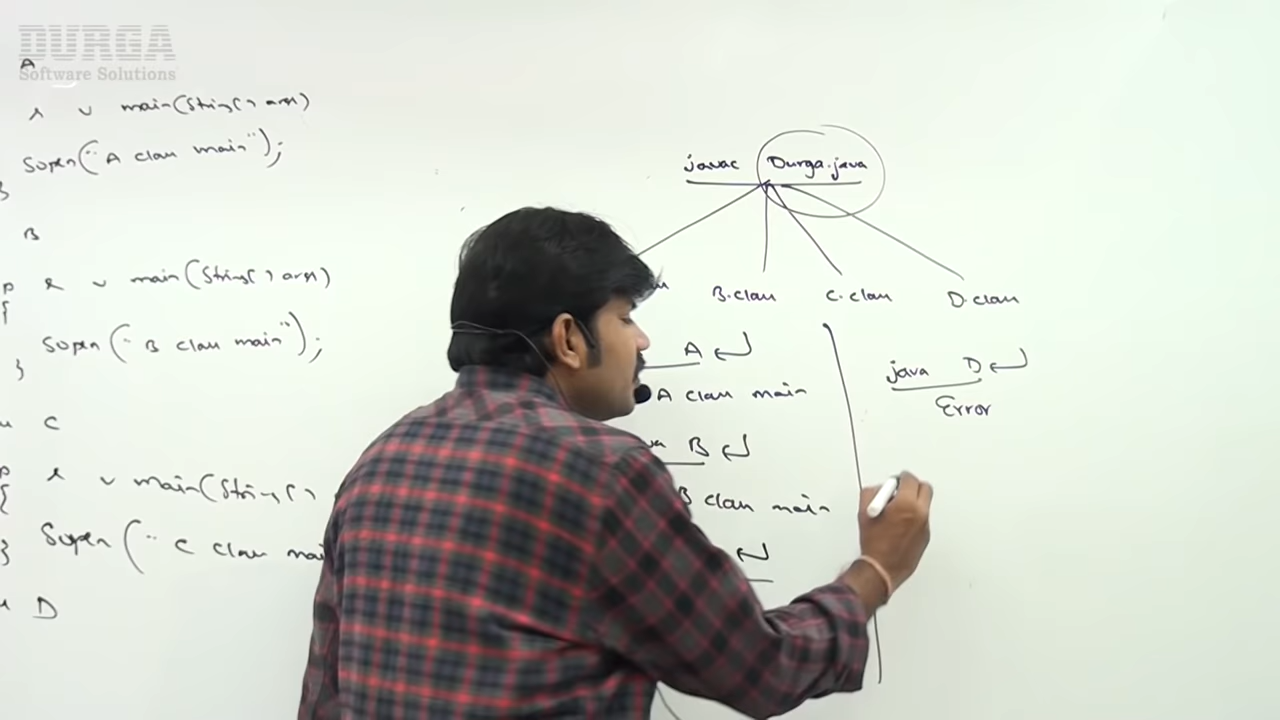 DURGA
Software Solutions
A
s v main(String[] args)
Sopln("A class main");
}
B
p s v main(String[] args)
{
Sopln("B class main");
}
C
p s v main(String[]
{
Sopln("C class mai
}
D
javac Durga.java
B.class C.class D.class
A ↵
A class main
B ↵
B class main
↵
java D ↵
Error